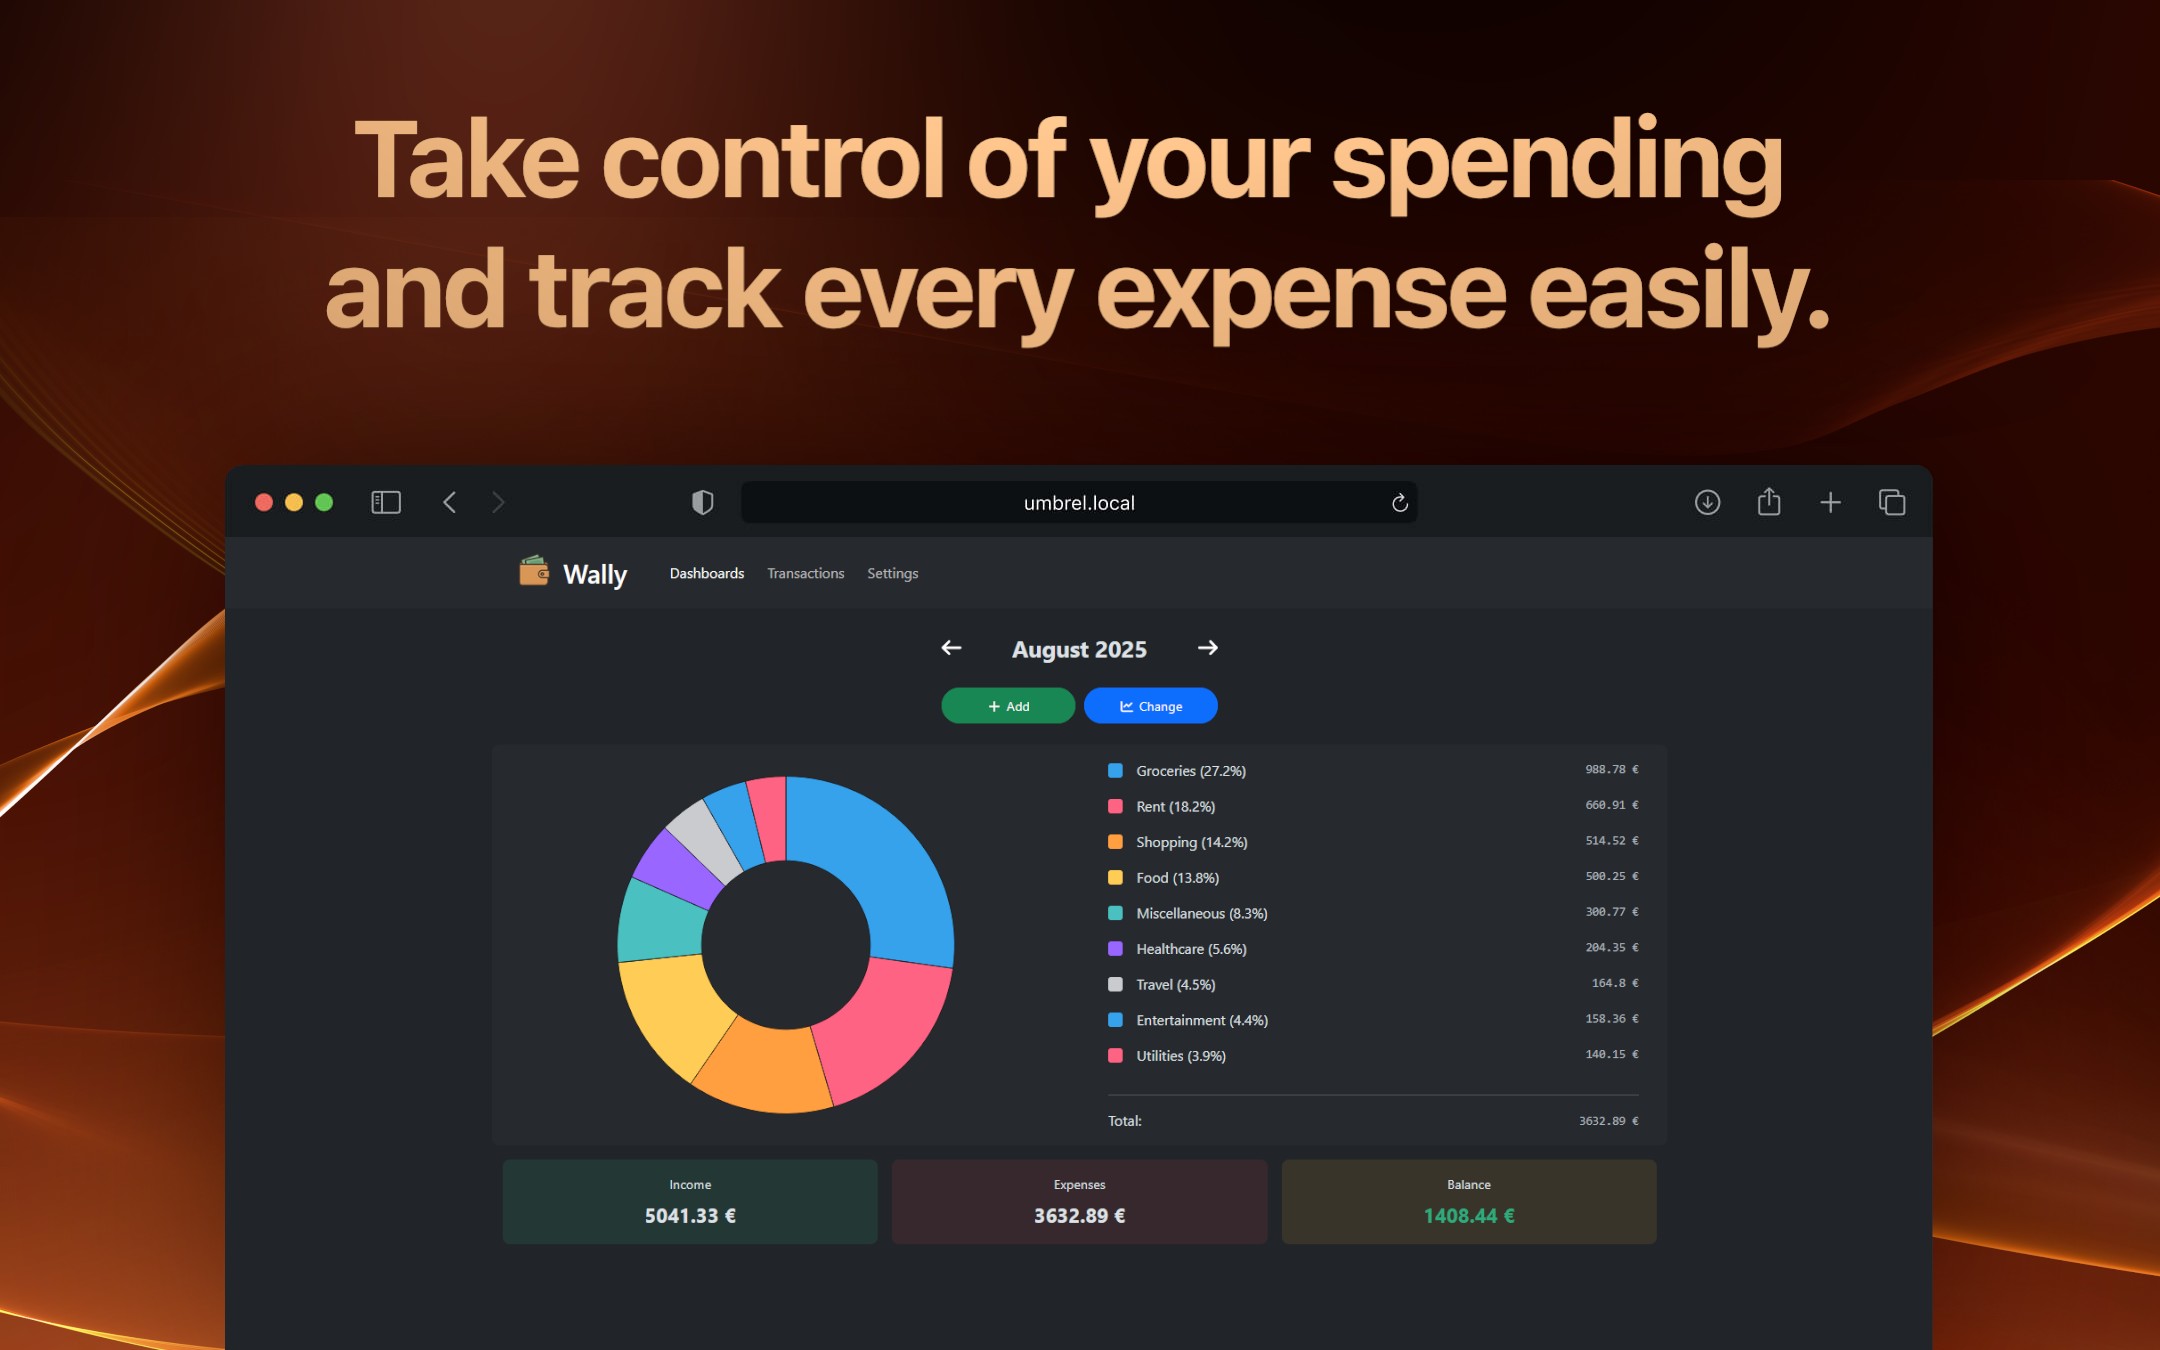 Take control of your spending
and track every expense easily.
umbrel.local
Wally Dashboards Transactions Settings
August 2025
Add Change
Groceries (27.2%) 988.78 €
Rent (18.2%) 660.91 €
Shopping (14.2%) 514.52 €
Food (13.8%) 500.25 €
Miscellaneous (8.3%) 300.77 €
Healthcare (5.6%) 204.35 €
Travel (4.5%) 164.8 €
Entertainment (4.4%) 158.36 €
Utilities (3.9%) 140.15 €
Total: 3632.89 €
Income Expenses Balance
5041.33 € 3632.89 € 1408.44 €